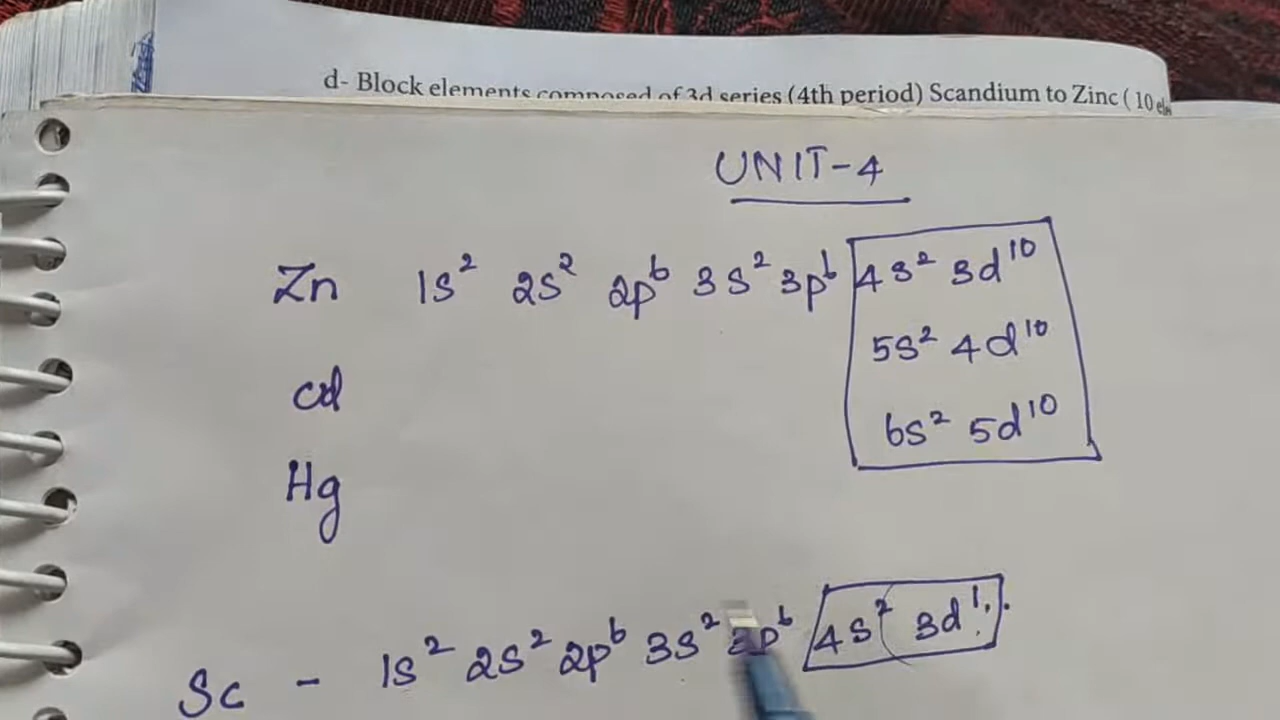 d- Block elements composed of 3d series (4th period) Scandium to Zinc ( 10
UNIT-4
Zn 1s² 2s² 2p⁶ 3s² 3p⁶ 4s² 3d¹⁰
5s² 4d¹⁰
Cd
6s² 5d¹⁰
Hg
Sc - 1s² 2s² 2p⁶ 3s² 3p⁶ 4s² 3d¹.